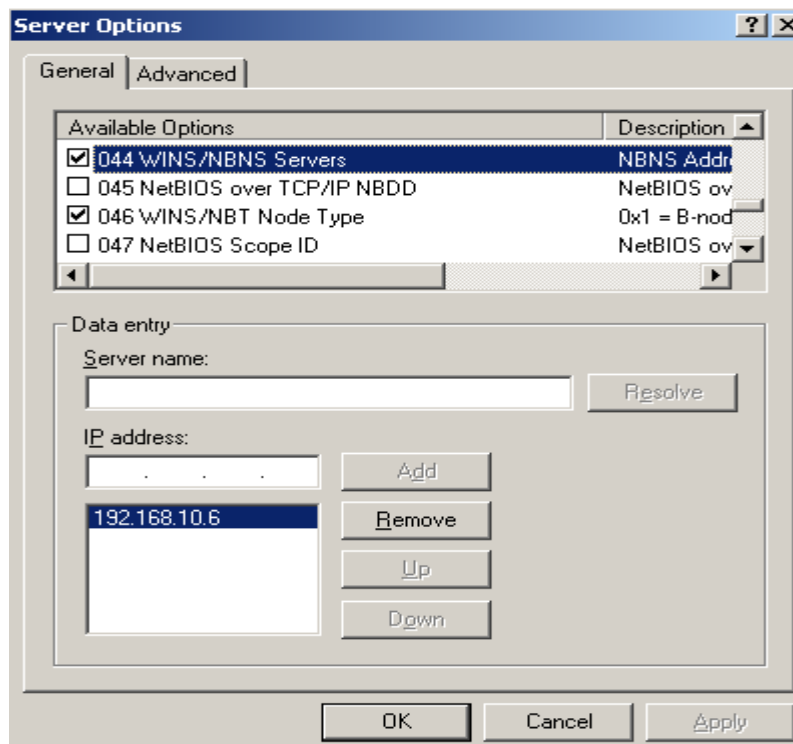 Server Options
General Advanced
Available Options Description
044 WINS/NBNS Servers NBNS Addr
045 NetBIOS over TCP/IP NBDD NetBIOS ov
046 WINS/NBT Node Type 0x1 = B-nod
047 NetBIOS Scope ID NetBIOS ov
Data entry
Server name:
Resolve
IP address:
. . . Add
192.168.10.6 Remove
Up
Down
OK Cancel Apply